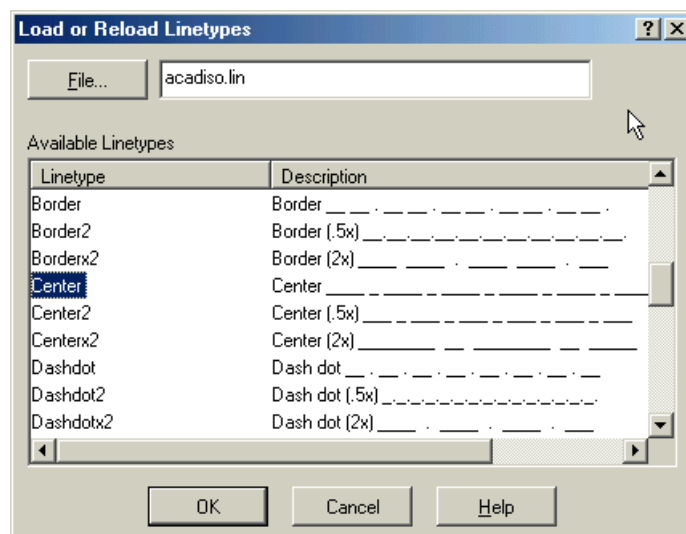 Load or Reload Linetypes
File... acadiso.lin
Available Linetypes
Linetype Description
Border Border __ __ . __ __ . __ __ . __ __ . __ __ .
Border2 Border (.5x) __.__.__.__.__.__.__.__.__.__.
Borderx2 Border (2x) ____ ____ . ____ ____ . ___
Center Center ____ _ ____ _ ____ _ ____ _ ____ _ ____
Center2 Center (.5x) ___ _ ___ _ ___ _ ___ _ ___ _ ___
Centerx2 Center (2x) ________ __ ________ __ _____
Dashdot Dash dot __ . __ . __ . __ . __ . __ . __ . __
Dashdot2 Dash dot (.5x) _._._._._._._._._._._._._._._.
Dashdotx2 Dash dot (2x) ____ . ____ . ____ . ___
OK Cancel Help